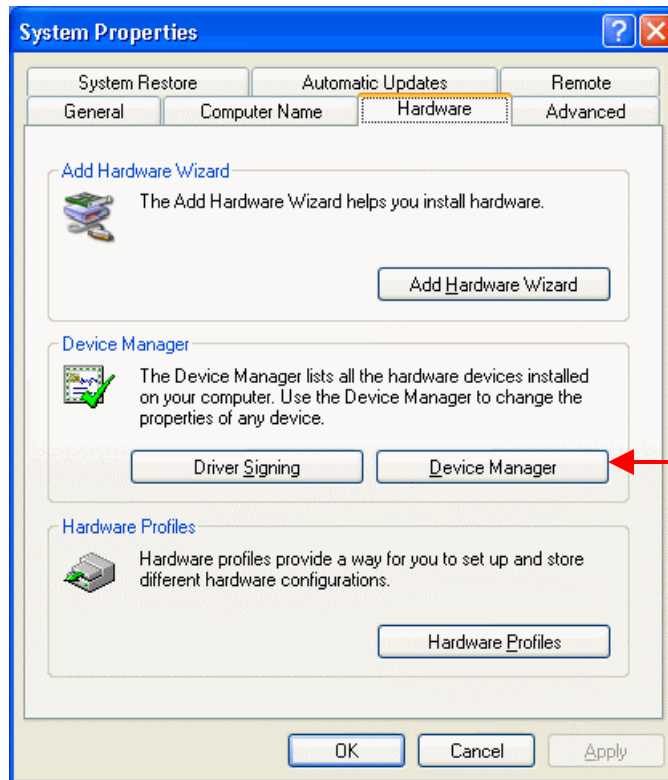 System Properties
?
X
System Restore
Automatic Updates
Remote
General
Computer Name
Hardware
Advanced
Add Hardware Wizard
The Add Hardware Wizard helps you install hardware.
Add Hardware Wizard
Device Manager
The Device Manager lists all the hardware devices installed
on your computer. Use the Device Manager to change the
properties of any device.
Driver Signing
Device Manager
Hardware Profiles
Hardware profiles provide a way for you to set up and store
different hardware configurations.
Hardware Profiles
OK
Cancel
Apply